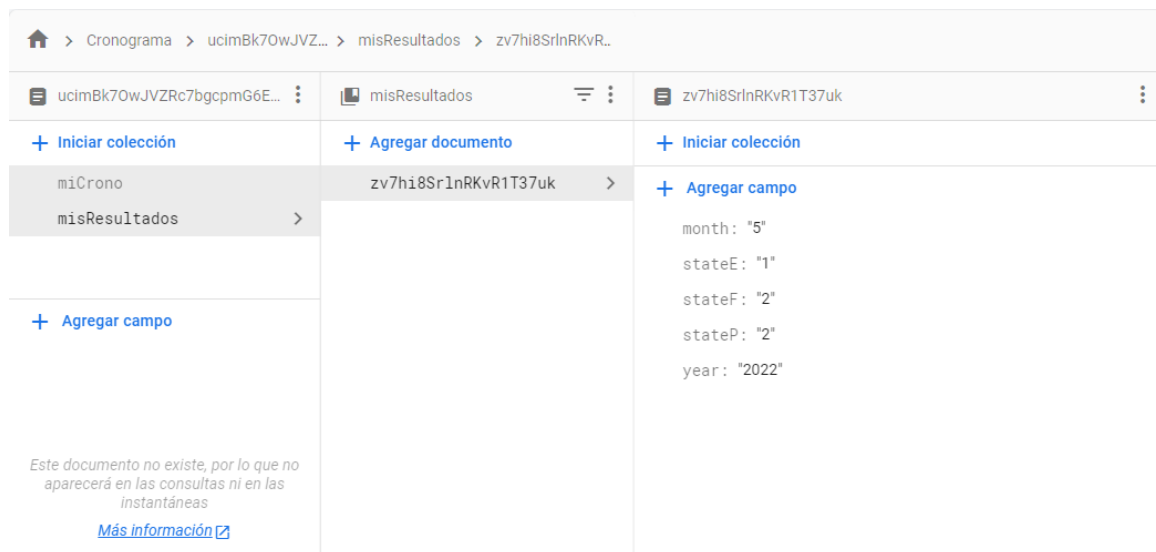 Cronograma > ucimBk7OwJVZ... > misResultados > zv7hi8SrlnRKvR..
ucimBk7OwJVZRc7bgcpmG6E...
Iniciar colección
miCrono
misResultados
Agregar campo
Este documento no existe, por lo que no
aparecerá en las consultas ni en las
instantáneas
Más información
misResultados
Agregar documento
zv7hi8SrlnRKvR1T37uk
zv7hi8SrlnRKvR1T37uk
Iniciar colección
Agregar campo
month: "5"
stateE: "1"
stateF: "2"
stateP: "2"
year: "2022"